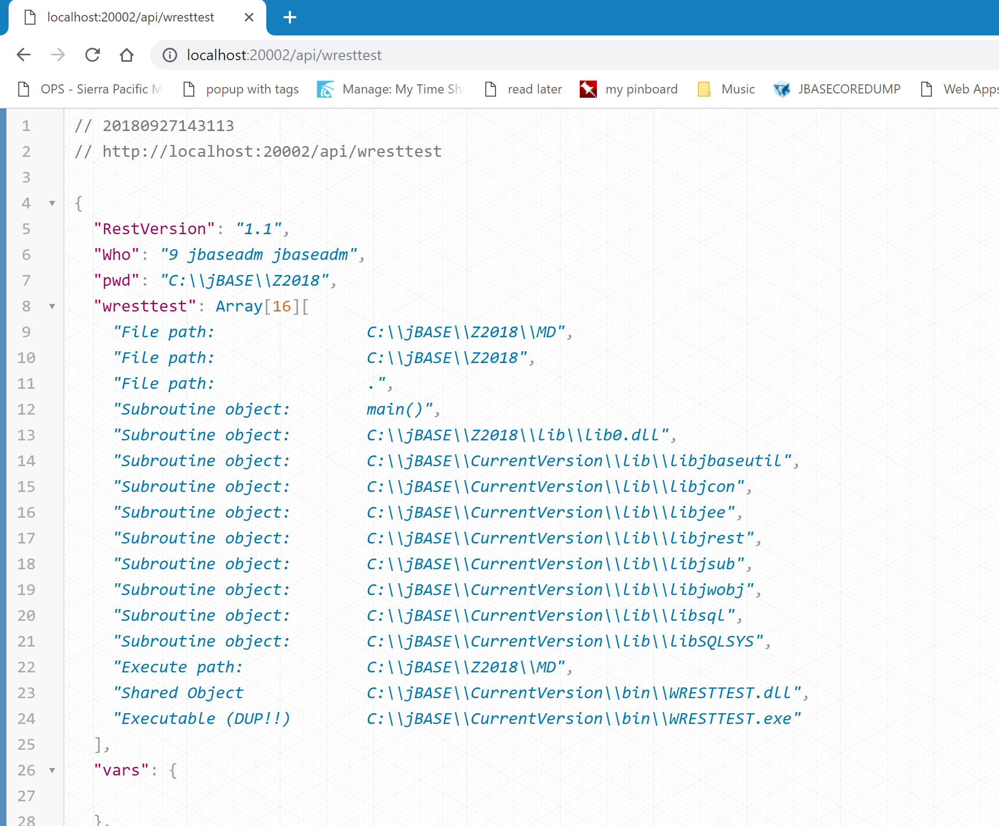 localhost:20002/api/wresttest
localhost:20002/api/wresttest
OPS - Sierra Pacific M popup with tags Manage: My Time She read later my pinboard Music JBASECOREDUMP Web Apps
1 // 20180927143113
2 // http://localhost:20002/api/wresttest
3
4 {
5 "RestVersion": "1.1",
6 "Who": "9 jbaseadm jbaseadm",
7 "pwd": "C:\\jBASE\\Z2018",
8 "wresttest": Array[16][
9 "File path: C:\\jBASE\\Z2018\\MD",
10 "File path: C:\\jBASE\\Z2018",
11 "File path: .",
12 "Subroutine object: main()",
13 "Subroutine object: C:\\jBASE\\Z2018\\lib\\lib0.dll",
14 "Subroutine object: C:\\jBASE\\CurrentVersion\\lib\\libjbaseutil",
15 "Subroutine object: C:\\jBASE\\CurrentVersion\\lib\\libjcon",
16 "Subroutine object: C:\\jBASE\\CurrentVersion\\lib\\libjee",
17 "Subroutine object: C:\\jBASE\\CurrentVersion\\lib\\libjrest",
18 "Subroutine object: C:\\jBASE\\CurrentVersion\\lib\\libjsub",
19 "Subroutine object: C:\\jBASE\\CurrentVersion\\lib\\libjwobj",
20 "Subroutine object: C:\\jBASE\\CurrentVersion\\lib\\libsql",
21 "Subroutine object: C:\\jBASE\\CurrentVersion\\lib\\libSQLSYS",
22 "Execute path: C:\\jBASE\\Z2018\\MD",
23 "Shared Object C:\\jBASE\\CurrentVersion\\bin\\WRESTTEST.dll",
24 "Executable (DUP!!) C:\\jBASE\\CurrentVersion\\bin\\WRESTTEST.exe"
25 ],
26 "vars": {
27
28 },